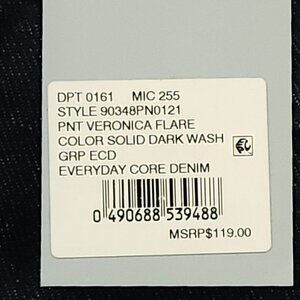 DPT 0161 MIC 255
STYLE 90348PN0121
PNT VERONICA FLARE
COLOR SOLID DARK WASH
GRP ECD
EVERYDAY CORE DENIM
0 490688 539488
MSRP$119.00